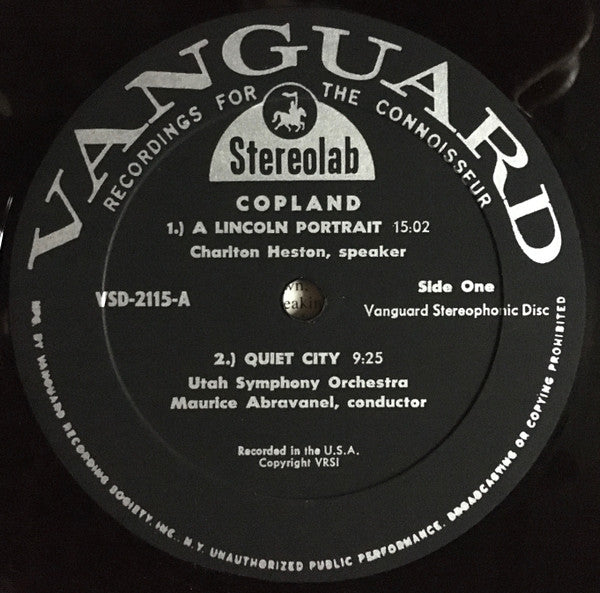 VANGUARD
RECORDINGS FOR THE CONNOISSEUR
Stereolab
COPLAND
1.) A LINCOLN PORTRAIT 15:02
Charlton Heston, speaker
VSD-2115-A
Side One
Vanguard Stereophonic Disc
2.) QUIET CITY 9:25
Utah Symphony Orchestra
Maurice Abravanel, conductor
Recorded in the U.S.A.
Copyright VRSI
MFR. BY VANGUARD RECORDING SOCIETY, INC., N.Y. UNAUTHORIZED PUBLIC PERFORMANCE, BROADCASTING OR COPYING PROHIBITED